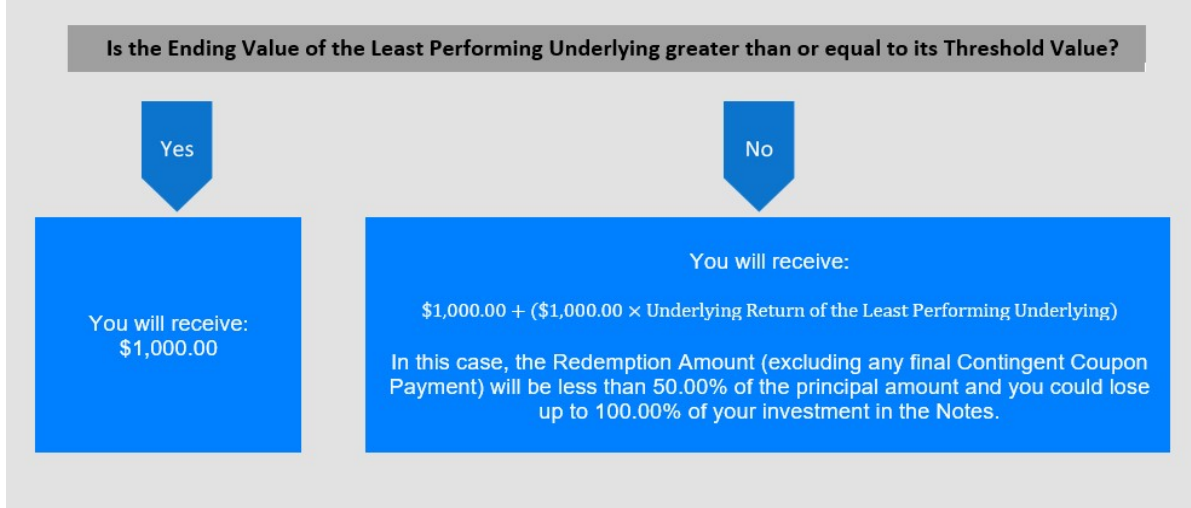 Is the Ending Value of the Least Performing Underlying greater than or equal to its Threshold Value?
Yes
No
You will receive:
$1,000.00
You will receive:
$1,000.00 + ($1,000.00 × Underlying Return of the Least Performing Underlying)
In this case, the Redemption Amount (excluding any final Contingent Coupon
Payment) will be less than 50.00% of the principal amount and you could lose
up to 100.00% of your investment in the Notes.